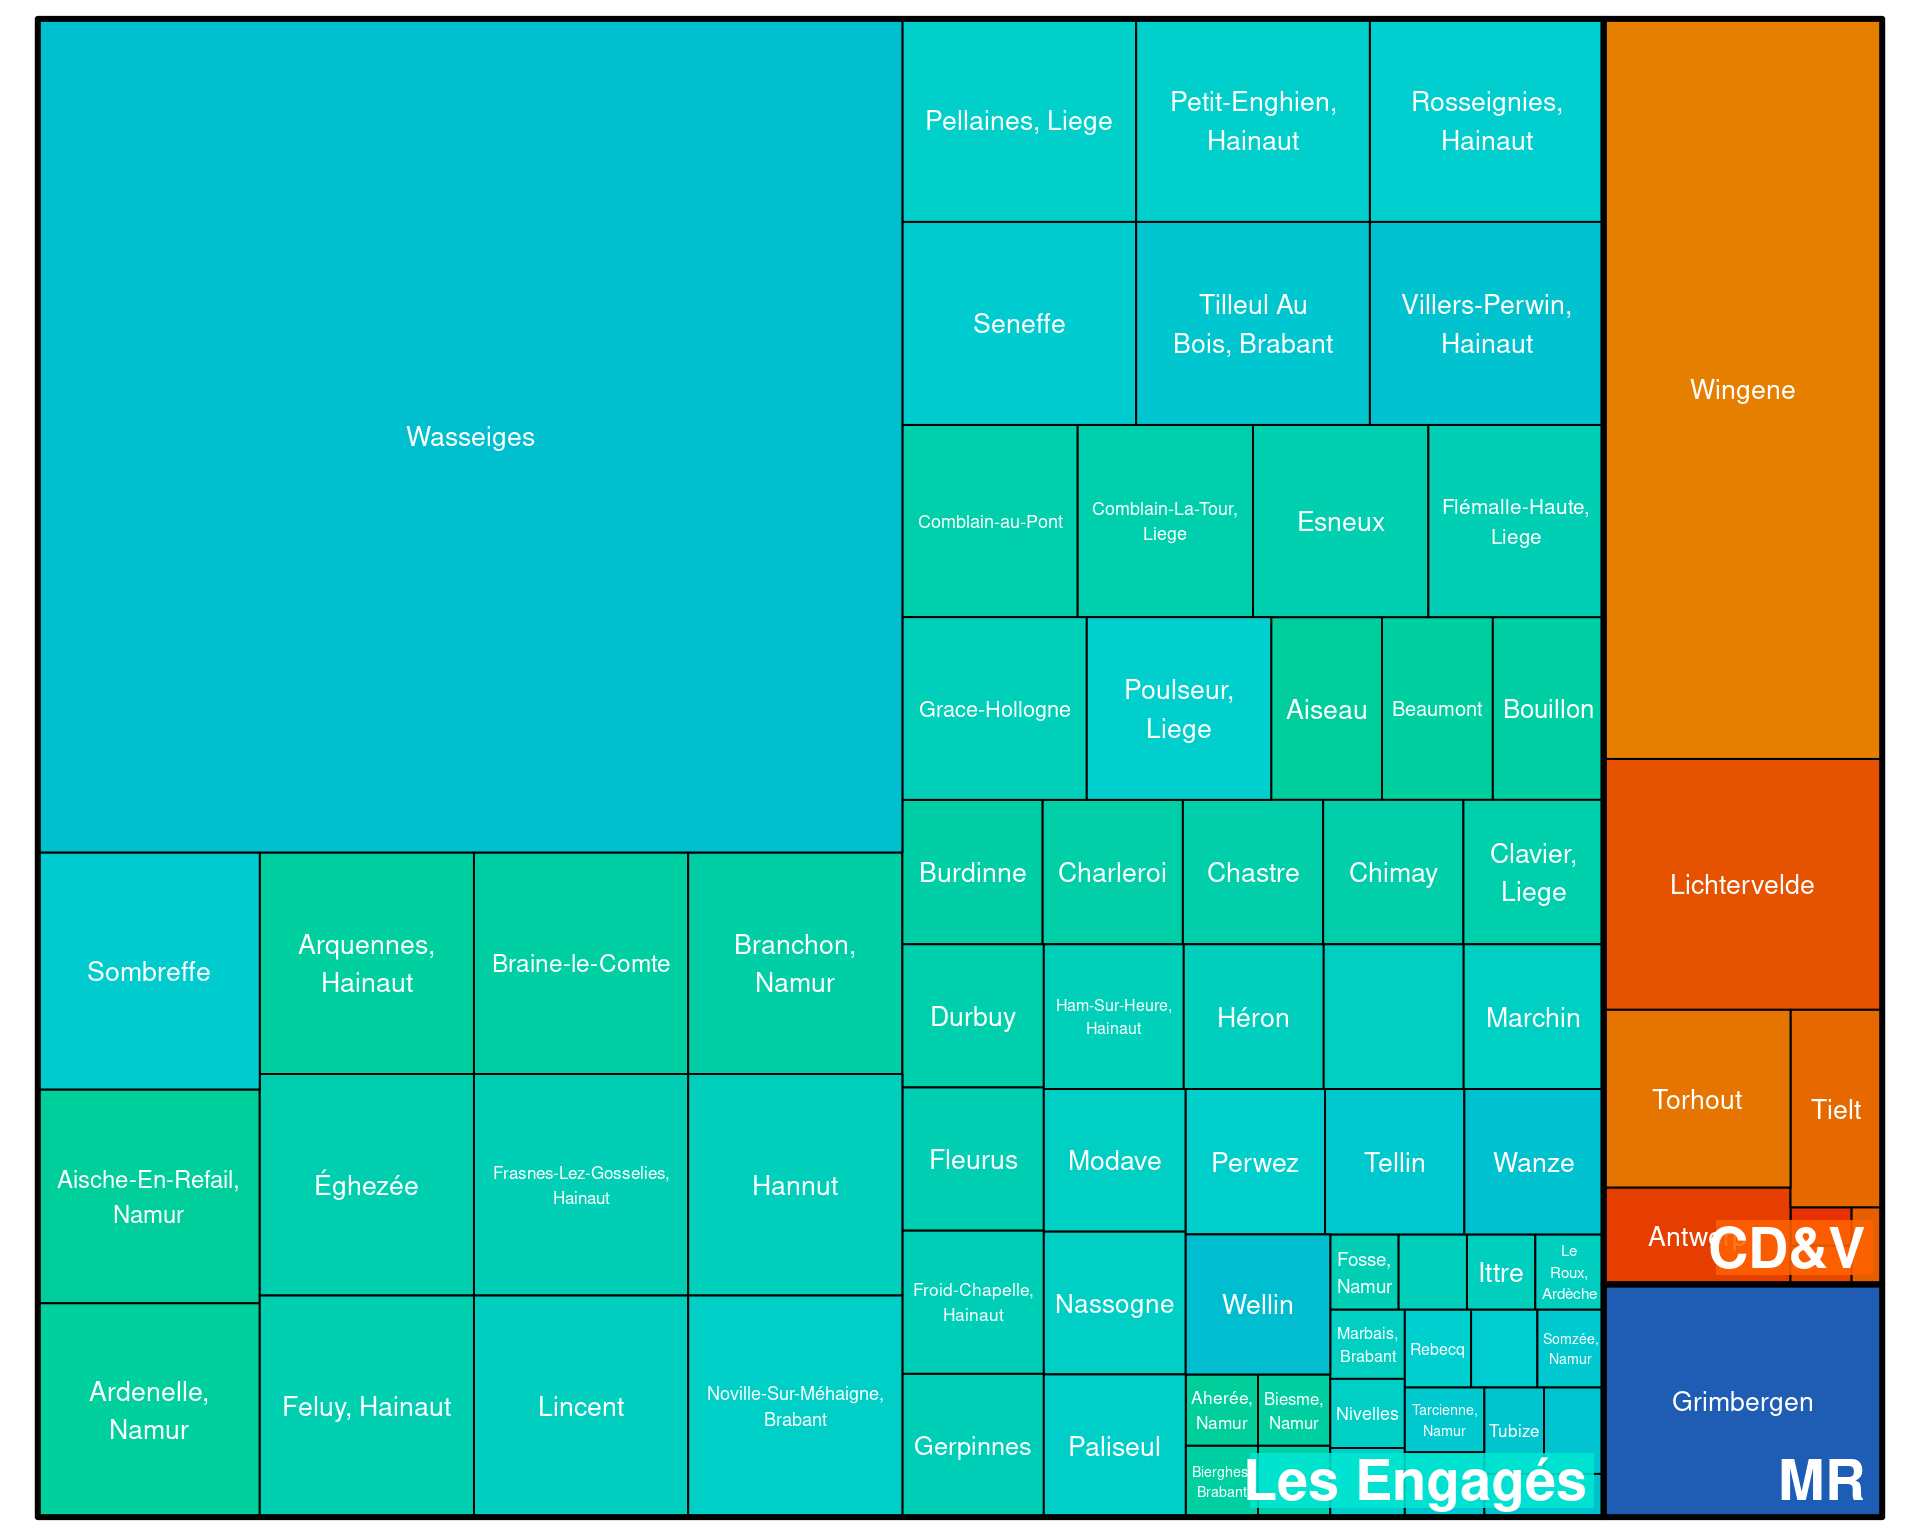 Wasseiges
Pellaines, Liege
Petit-Enghien,
Hainaut
Rosseignies,
Hainaut
Seneffe
Tilleul Au
Bois, Brabant
Villers-Perwin,
Hainaut
Comblain-au-Pont
Comblain-La-Tour,
Liege
Esneux
Flémalle-Haute,
Liege
Grace-Hollogne
Poulseur,
Liege
Aiseau
Beaumont
Bouillon
Burdinne
Charleroi
Chastre
Chimay
Clavier,
Liege
Sombreffe
Arquennes,
Hainaut
Braine-le-Comte
Branchon,
Namur
Durbuy
Ham-Sur-Heure,
Hainaut
Héron
Marchin
Aische-En-Refail,
Namur
Éghezée
Frasnes-Lez-Gosselies,
Hainaut
Hannut
Fleurus
Modave
Perwez
Tellin
Wanze
Froid-Chapelle,
Hainaut
Nassogne
Wellin
Fosse,
Namur
Ittre
Le
Roux,
Ardèche
Marbais,
Brabant
Rebecq
Somzée,
Namur
Ardenelle,
Namur
Feluy, Hainaut
Lincent
Noville-Sur-Méhaigne,
Brabant
Gerpinnes
Paliseul
Aherée,
Namur
Biesme,
Namur
Nivelles
Tarcienne,
Namur
Tubize
Bierghes,
Brabant
Les Engagés
Wingene
Lichtervelde
Torhout
Tielt
CD&V
Grimbergen
MR